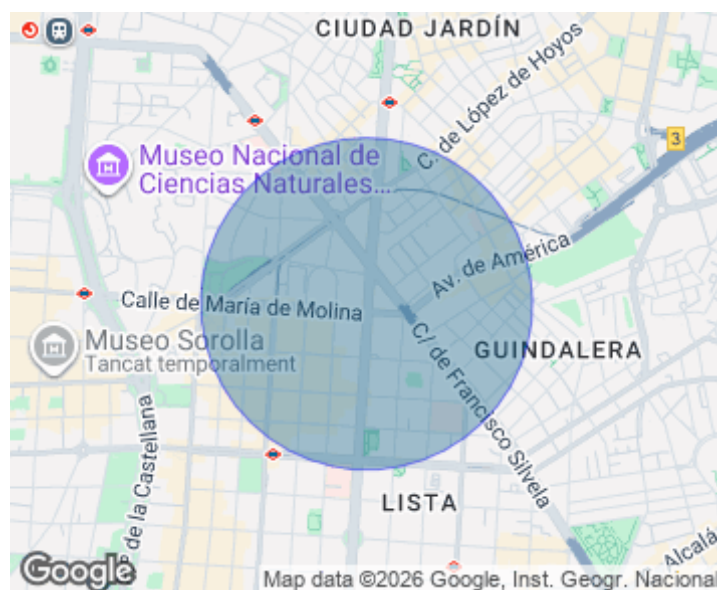 CIUDAD JARDÍN
C. de López de Hoyos
3
Museo Nacional de
Ciencias Naturales...
Av. de América
Calle de María de Molina
Museo Sorolla
Tancat temporalment
GUINDALERA
C/ de Francisco Silvela
P.º de la Castellana
LISTA
Alcalá
Google
Map data ©2026 Google, Inst. Geogr. Nacional